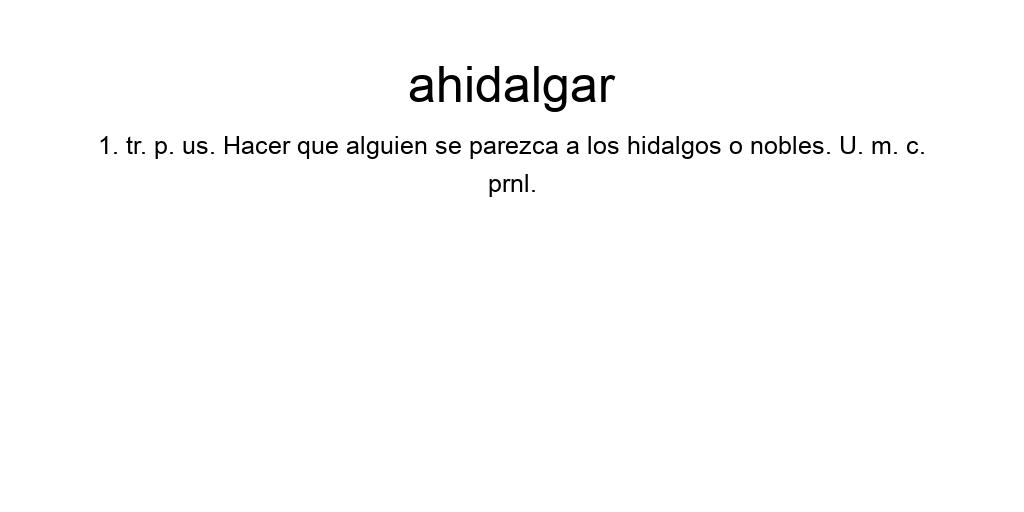 ahidalgar
1. tr. p. us. Hacer que alguien se parezca a los hidalgos o nobles. U. m. c.
prnl.